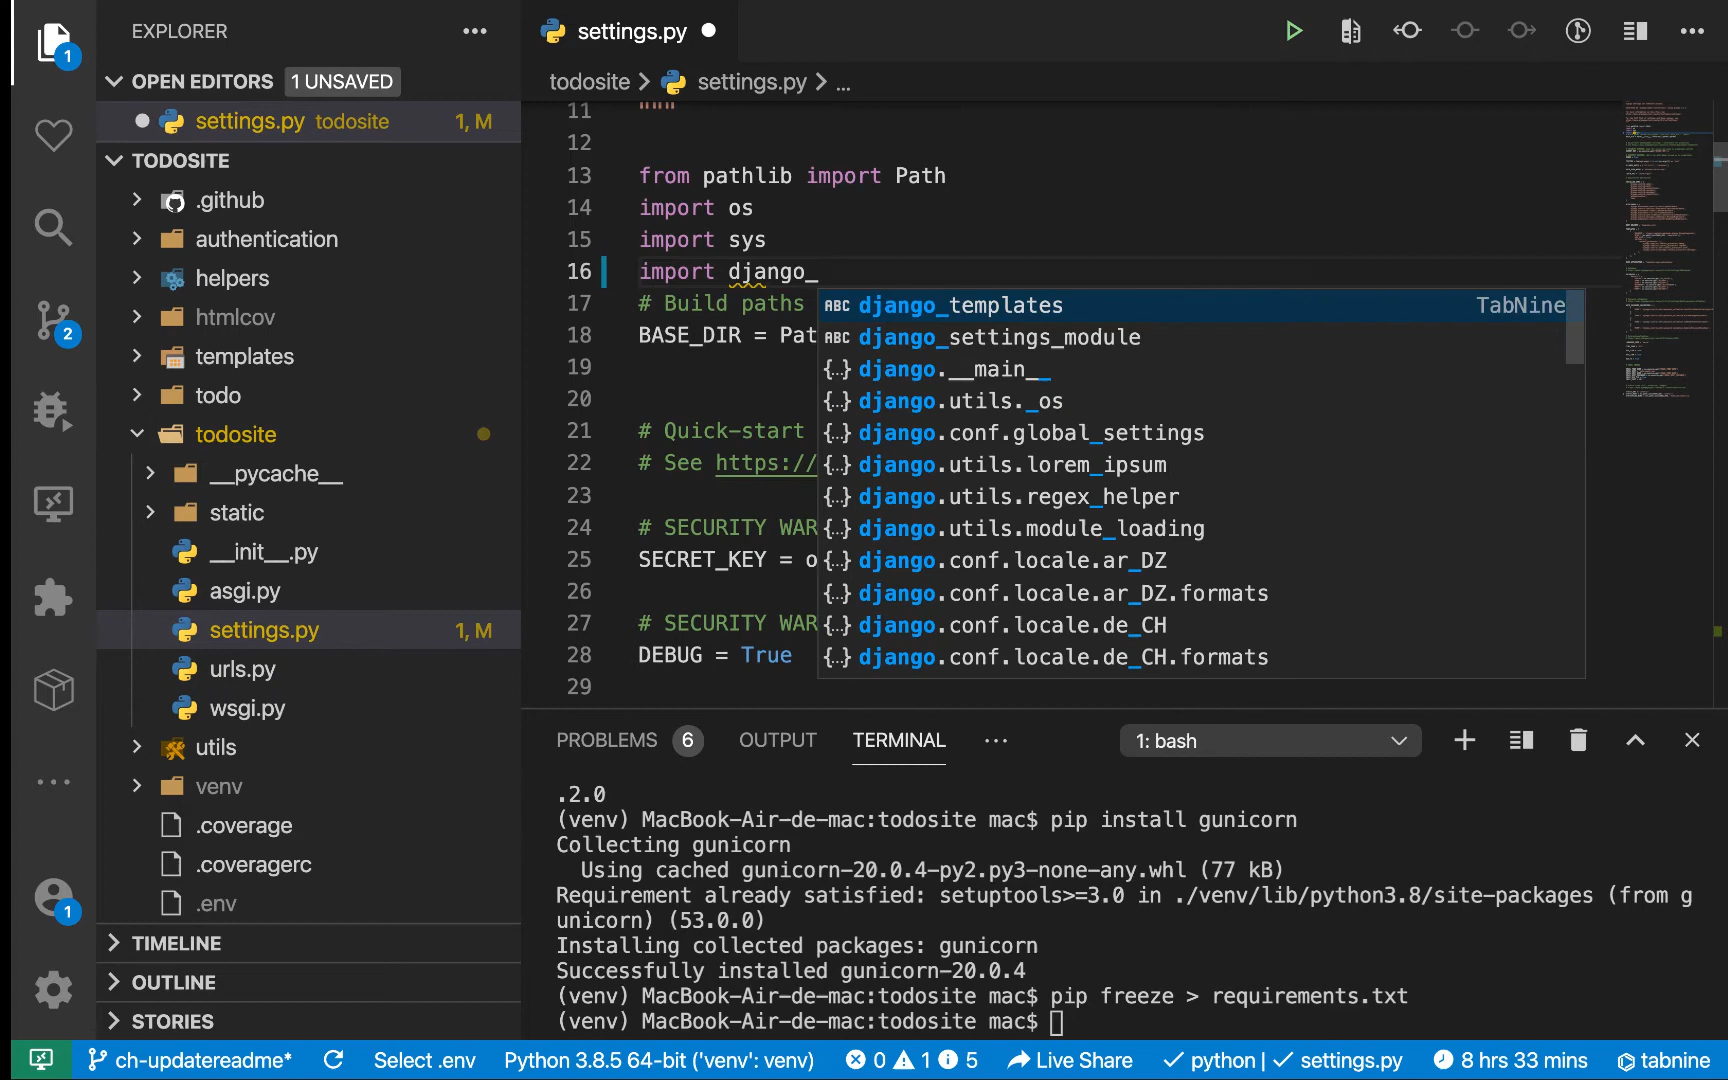 1
2
1
EXPLORER
OPEN EDITORS 1 UNSAVED
settings.py todosite 1, M
TODOSITE
.github
authentication
helpers
htmlcov
templates
todo
todosite
__pycache__
static
__init__.py
asgi.py
settings.py 1, M
urls.py
wsgi.py
utils
venv
.coverage
.coveragerc
.env
TIMELINE
OUTLINE
STORIES
settings.py
todosite > settings.py > ...
11 """
12
13 from pathlib import Path
14 import os
15 import sys
16 import django_
17 # Build paths
18 BASE_DIR = Pat
19
20
21 # Quick-start
22 # See https://
23
24 # SECURITY WAR
25 SECRET_KEY = o
26
27 # SECURITY WAR
28 DEBUG = True
29
ABC django_templates TabNine
ABC django_settings_module
{..} django.__main__
{..} django.utils._os
{..} django.conf.global_settings
{..} django.utils.lorem_ipsum
{..} django.utils.regex_helper
{..} django.utils.module_loading
{..} django.conf.locale.ar_DZ
{..} django.conf.locale.ar_DZ.formats
{..} django.conf.locale.de_CH
{..} django.conf.locale.de_CH.formats
PROBLEMS 6 OUTPUT TERMINAL ... 1: bash
.2.0
(venv) MacBook-Air-de-mac:todosite mac$ pip install gunicorn
Collecting gunicorn
Using cached gunicorn-20.0.4-py2.py3-none-any.whl (77 kB)
Requirement already satisfied: setuptools>=3.0 in ./venv/lib/python3.8/site-packages (from g
unicorn) (53.0.0)
Installing collected packages: gunicorn
Successfully installed gunicorn-20.0.4
(venv) MacBook-Air-de-mac:todosite mac$ pip freeze > requirements.txt
(venv) MacBook-Air-de-mac:todosite mac$
ch-updatereadme* Select .env Python 3.8.5 64-bit ('venv': venv) 0 1 5 Live Share ✓ python | ✓ settings.py 8 hrs 33 mins tabnine